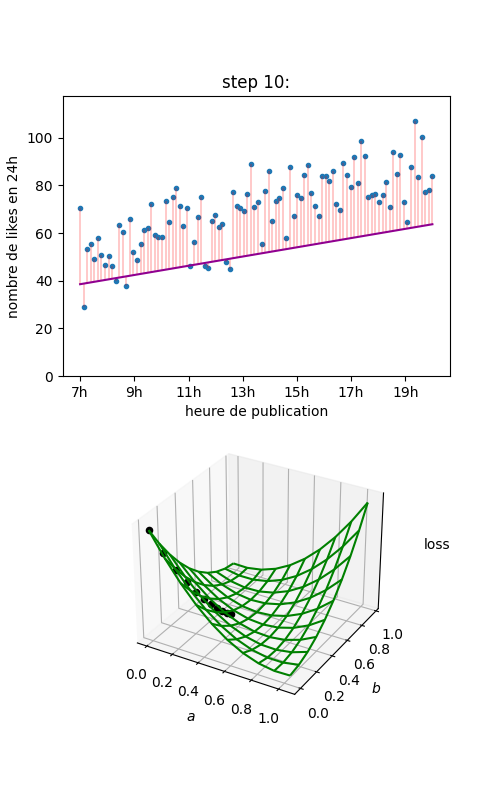 step 10:
nombre de likes en 24h
100
80
60
40
20
0
7h 9h 11h 13h 15h 17h 19h
heure de publication
loss
0.0 0.2 0.4 0.6 0.8 1.0
a
0.0 0.2 0.4 0.6 0.8 1.0
b